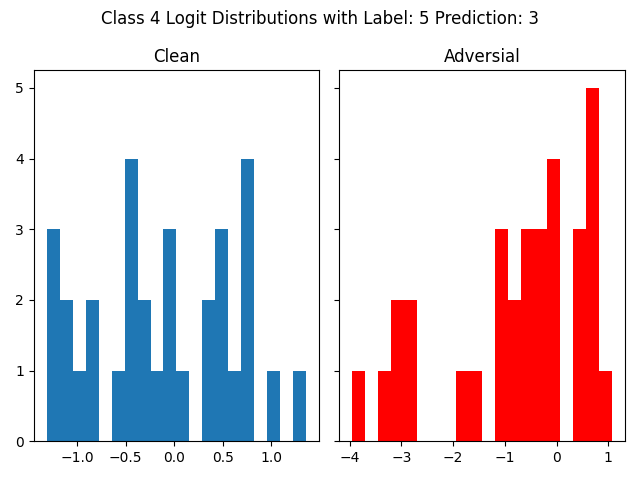 Class 4 Logit Distributions with Label: 5 Prediction: 3
Clean
Adversial
5
4
3
2
1
0
−1.0 −0.5 0.0 0.5 1.0
−4 −3 −2 −1 0 1